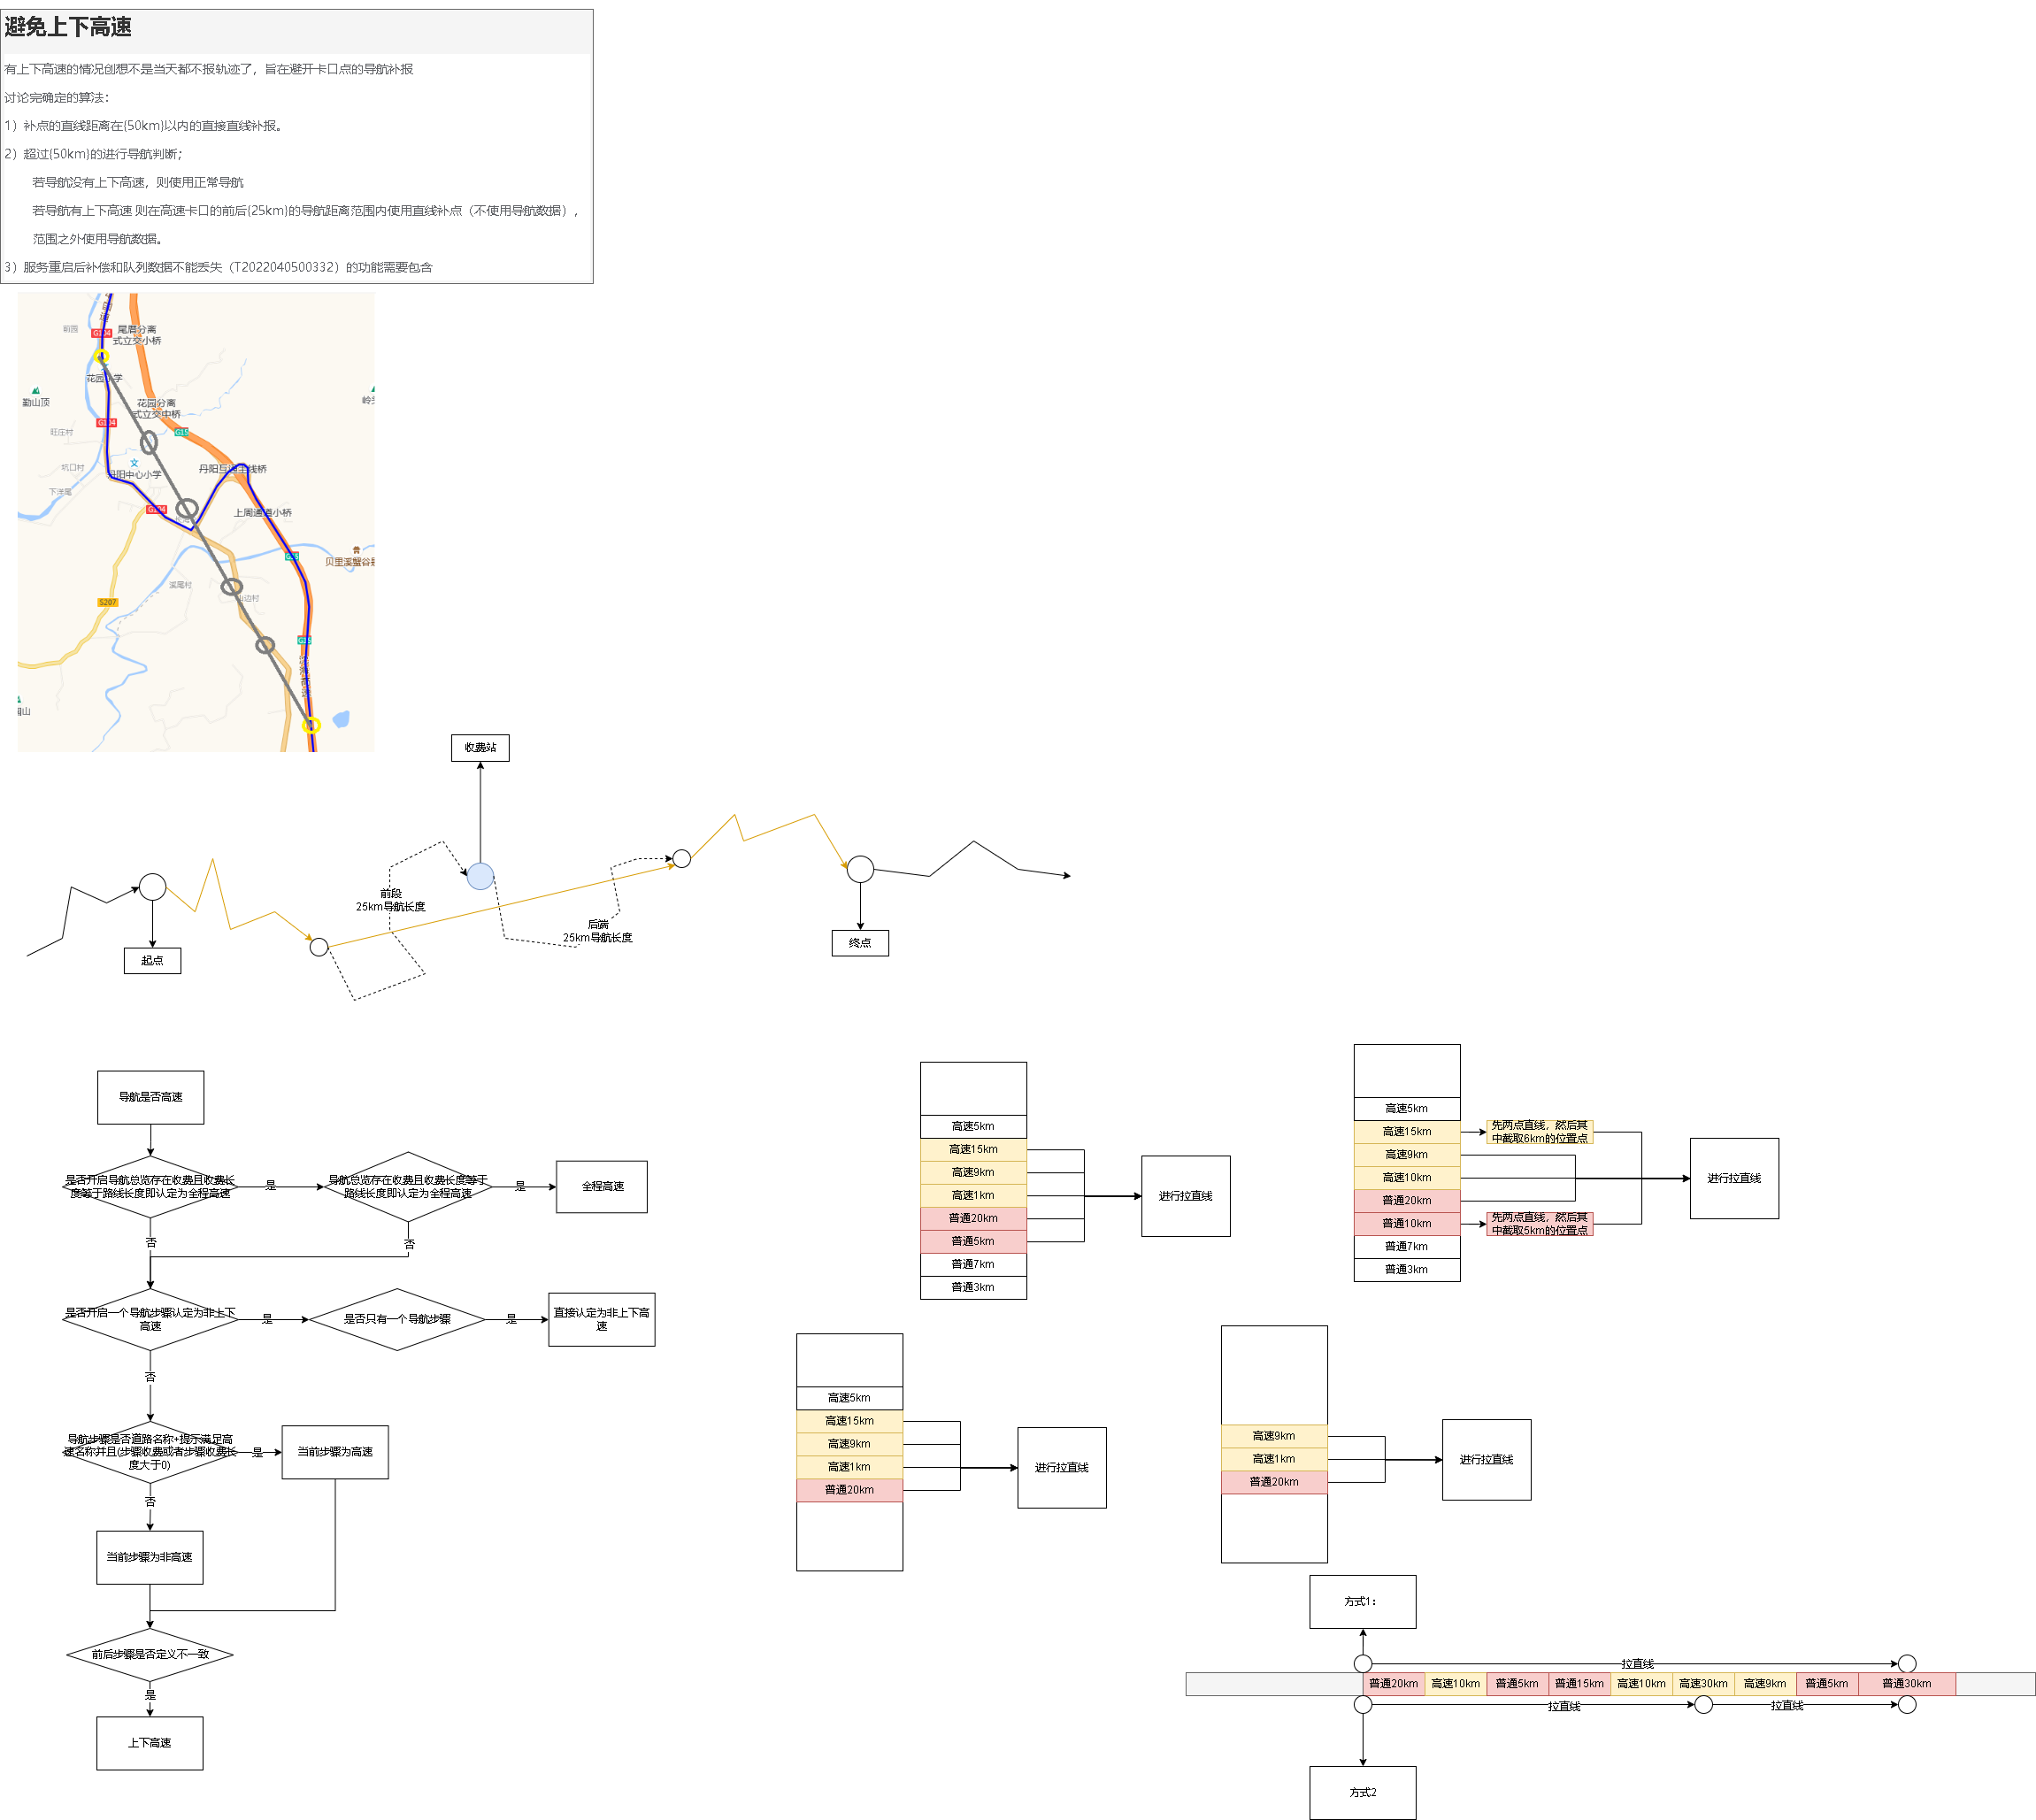 避免上下高速
有上下高速的情况创想不是当天都不报轨迹了，旨在避开卡口点的导航补报
讨论完确定的算法：
1）补点的直线距离在{50km}以内的直接直线补报。
2）超过{50km}的进行导航判断；
若导航没有上下高速，则使用正常导航
若导航有上下高速 则在高速卡口的前后{25km}的导航距离范围内使用直线补点（不使用导航数据），
范围之外使用导航数据。
3）服务重启后补偿和队列数据不能丢失（T2022040500332）的功能需要包含
尾厝分离
式立交小桥
G104
勤山顶
花园分离
式立交中桥
G104
旺庄村
G15
坑口村
丹阳中心小学
下洋尾
上周通道小桥
G104
贝里溪蟹谷景
溪尾村
山边村
S207
收费站
前段
25km导航长度
后端
25km导航长度
起点
终点
导航是否高速
是否开启导航总览存在收费且收费长
度等于路线长度即认定为全程高速
是
导航总览存在收费且收费长度等于
路线长度即认定为全程高速
是
全程高速
否
否
是否开启一个导航步骤认定为非上下
高速
是
是否只有一个导航步骤
是
直接认定为非上下高
速
否
导航步骤是否道路名称+提示满足高
速名称并且(步骤收费或者步骤收费长
度大于0)
是
当前步骤为高速
否
当前步骤为非高速
前后步骤是否定义不一致
是
上下高速
高速5km
高速15km
高速9km
高速1km
普通20km
普通5km
普通7km
普通3km
进行拉直线
高速5km
高速15km
高速9km
高速10km
普通20km
普通10km
普通7km
普通3km
先两点直线，然后其
中截取6km的位置点
先两点直线，然后其
中截取5km的位置点
进行拉直线
高速5km
高速15km
高速9km
高速1km
普通20km
进行拉直线
高速9km
高速1km
普通20km
进行拉直线
方式1：
拉直线
普通20km
高速10km
普通5km
普通15km
高速10km
高速30km
高速9km
普通5km
普通30km
拉直线
拉直线
方式2